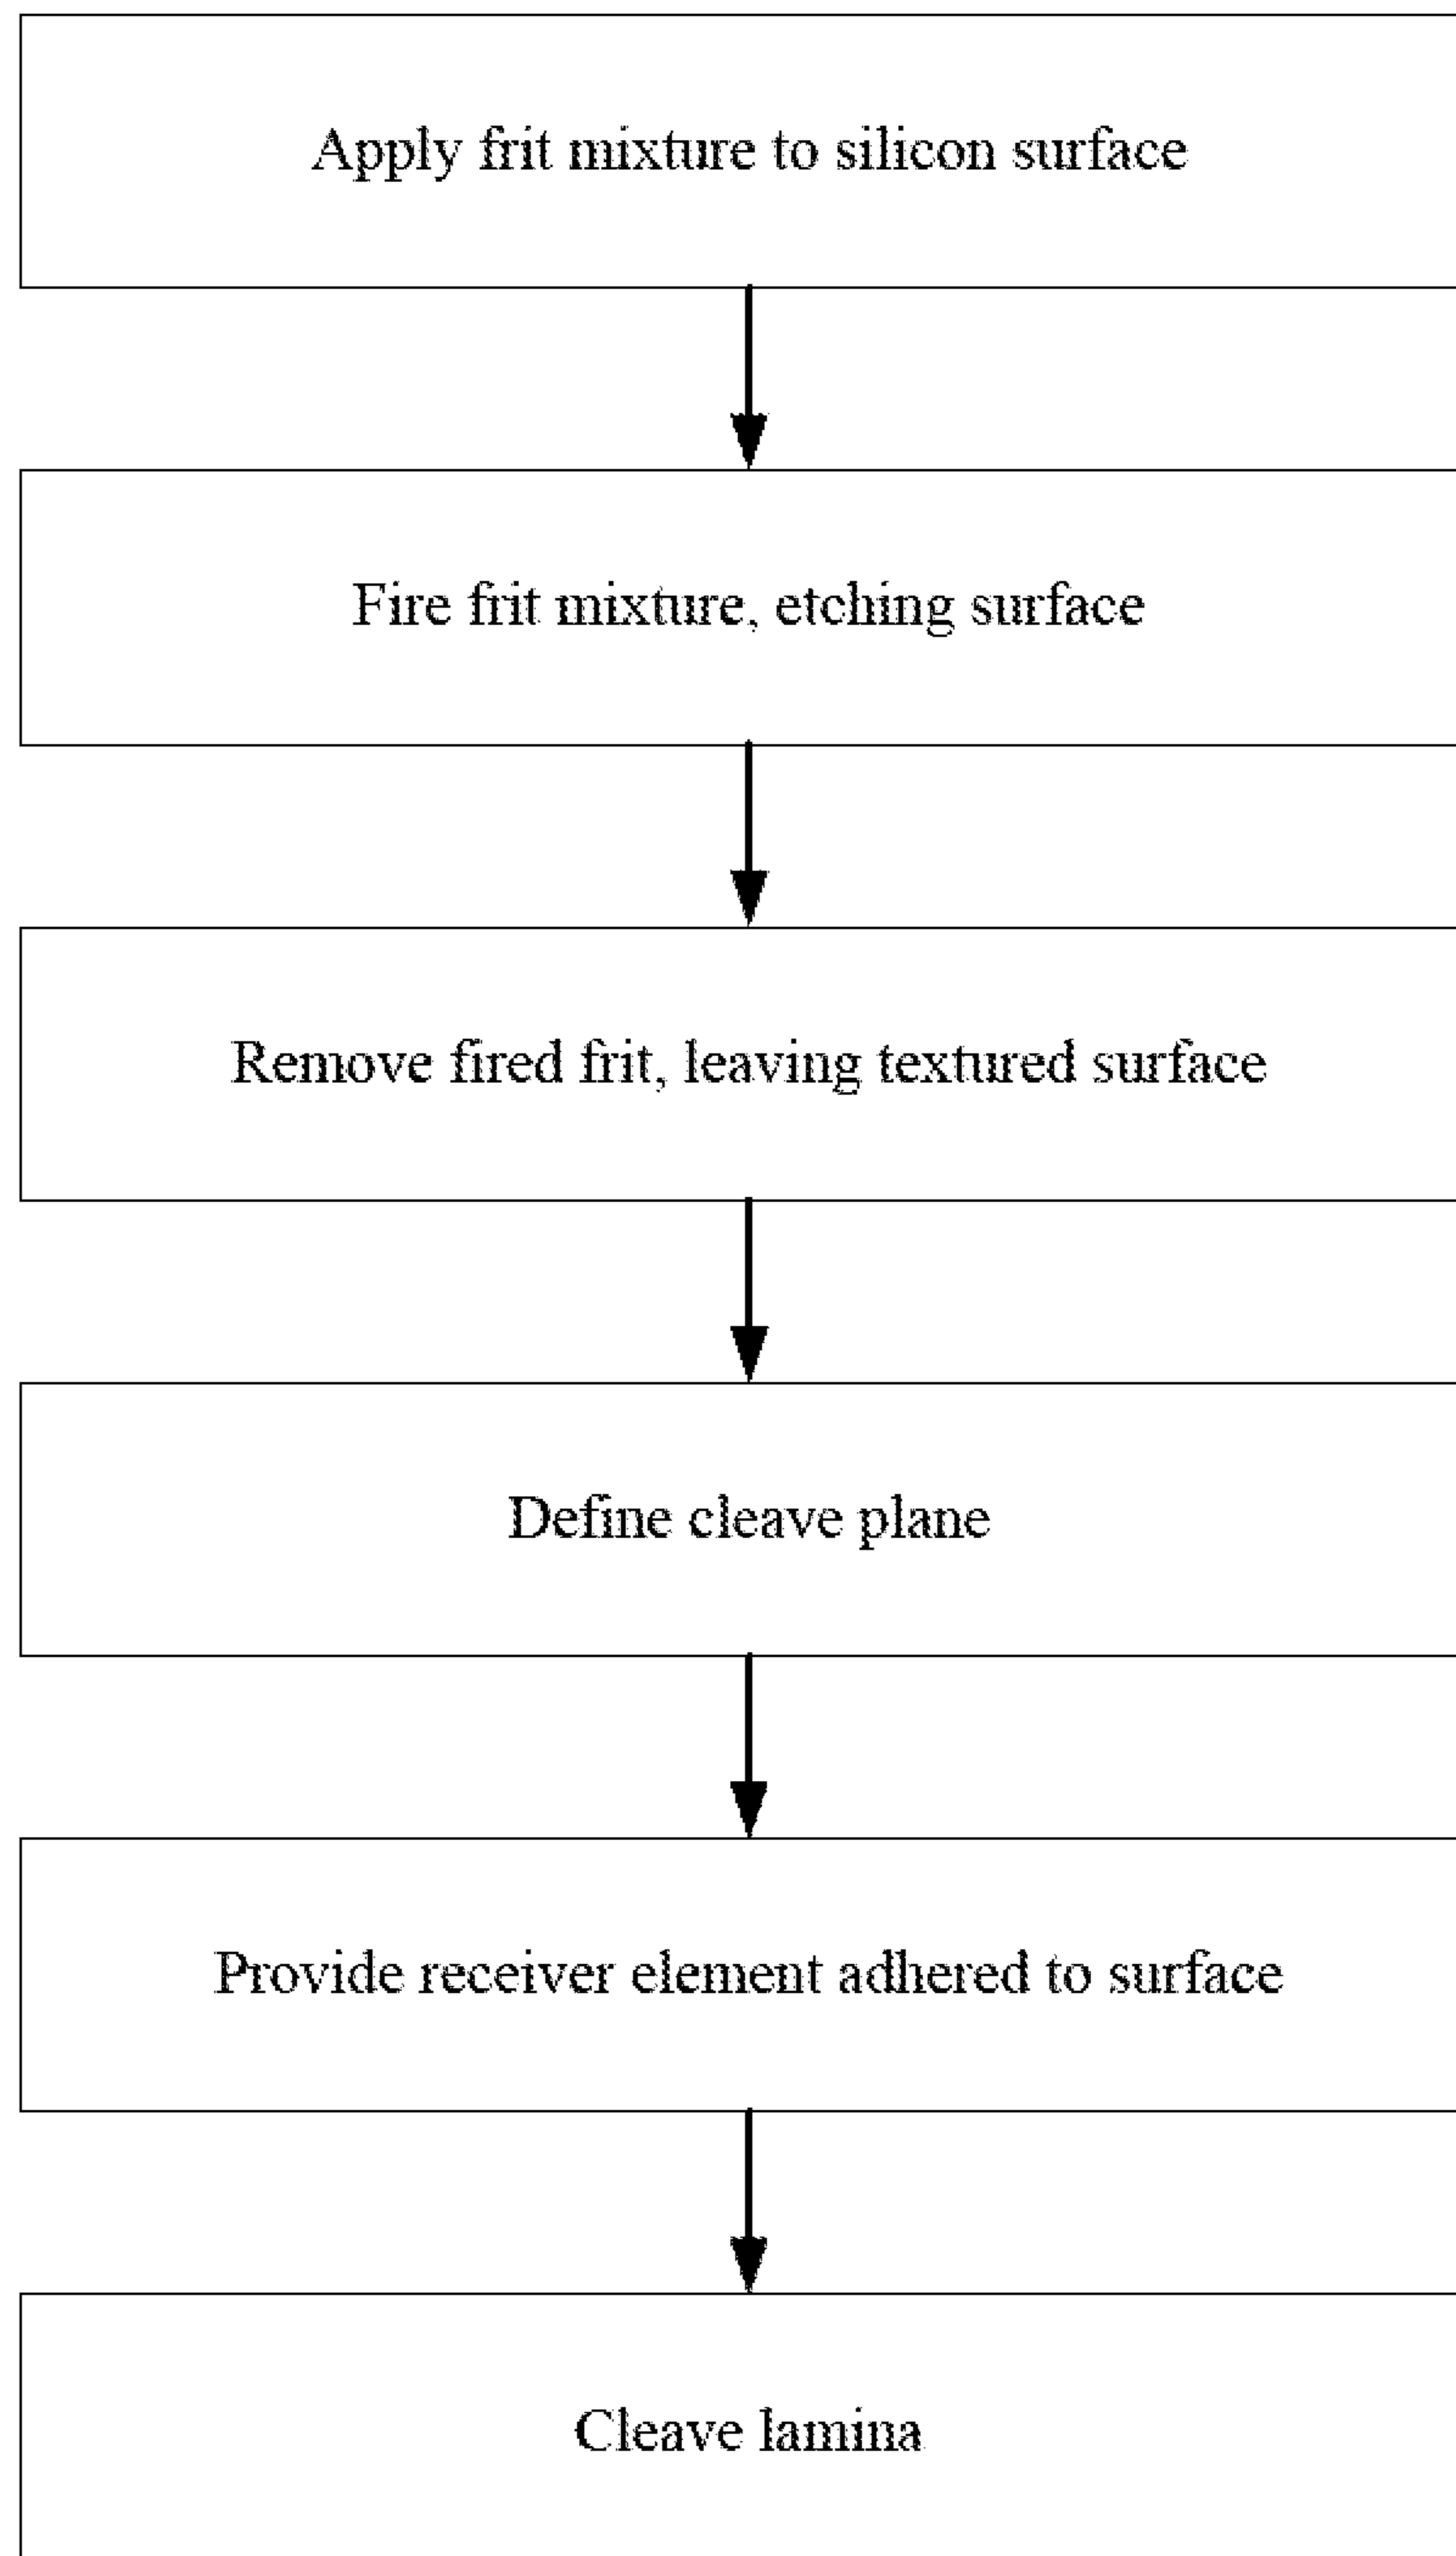 Apply frit mixture to silicon surface
Fire frit mixture, etching surface
Remove fired frit, leaving textured surface
Define cleave plane
Provide receiver element adhered to surface
Cleave lamina